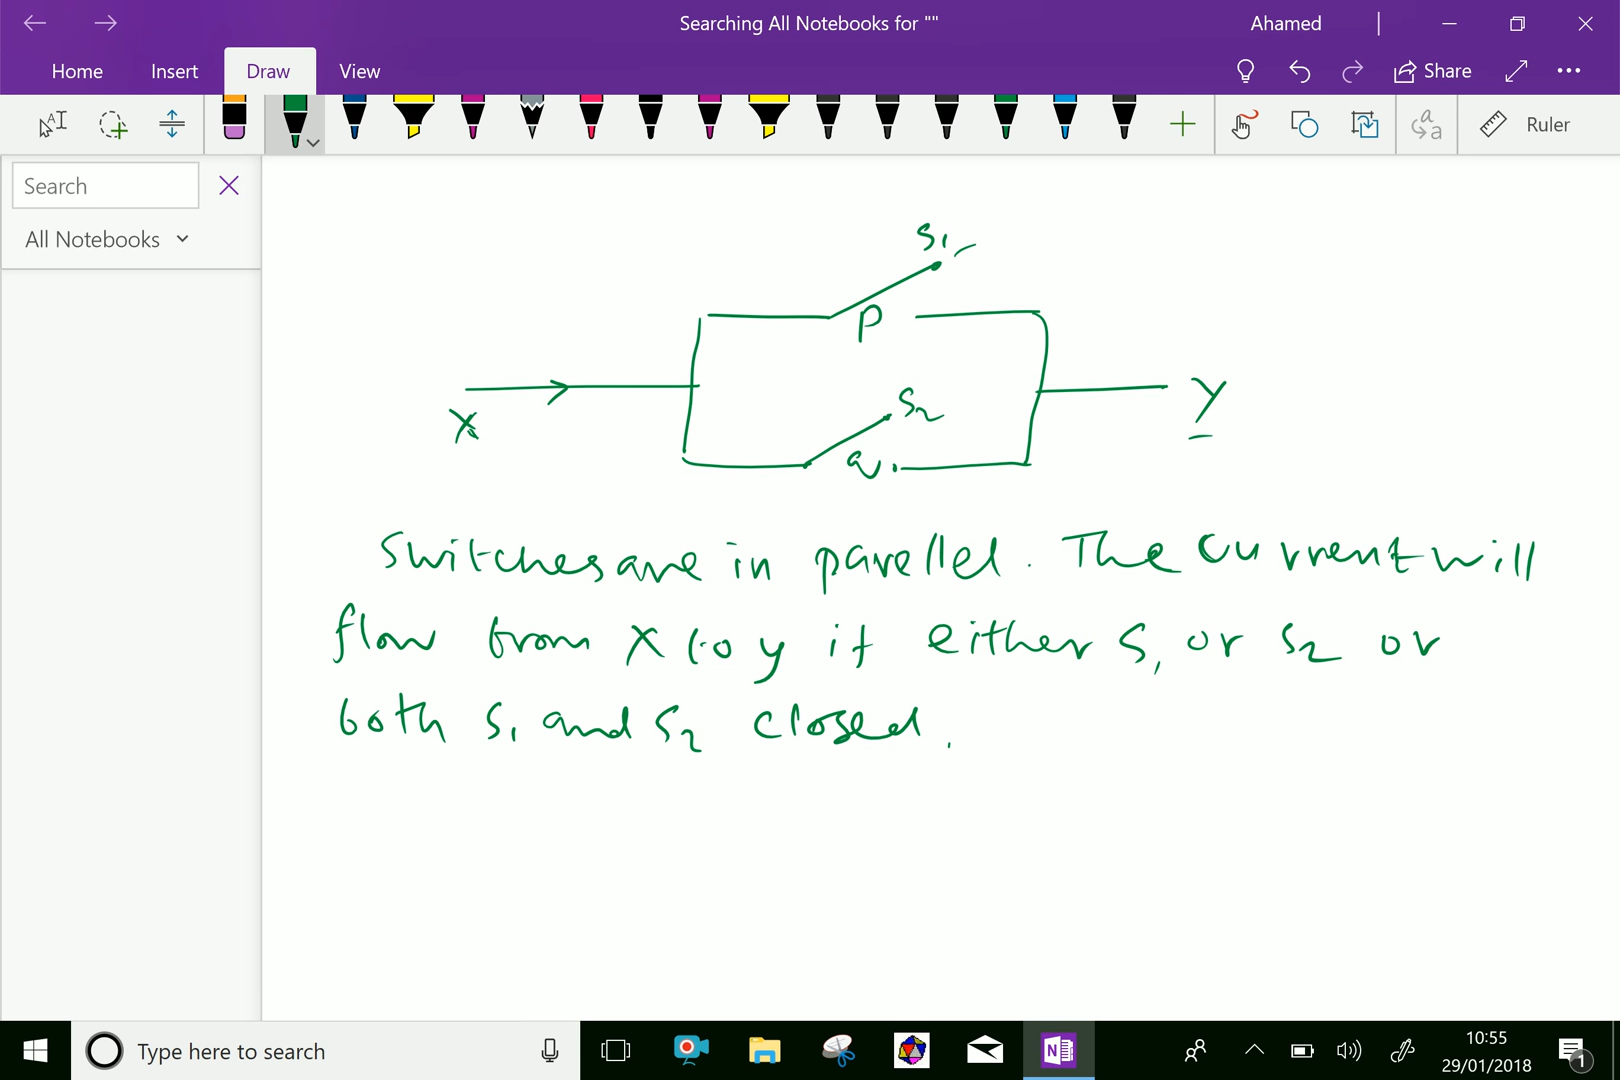 Searching All Notebooks for ""
Ahamed
Home Insert Draw View
Share
Ruler
Search
All Notebooks
S1
P
X
S2
q
y
Switches are in parellel. The current will
flow from X to y if either S1 or S2 or
both S1 and S2 closed.
Type here to search
10:55
29/01/2018
1